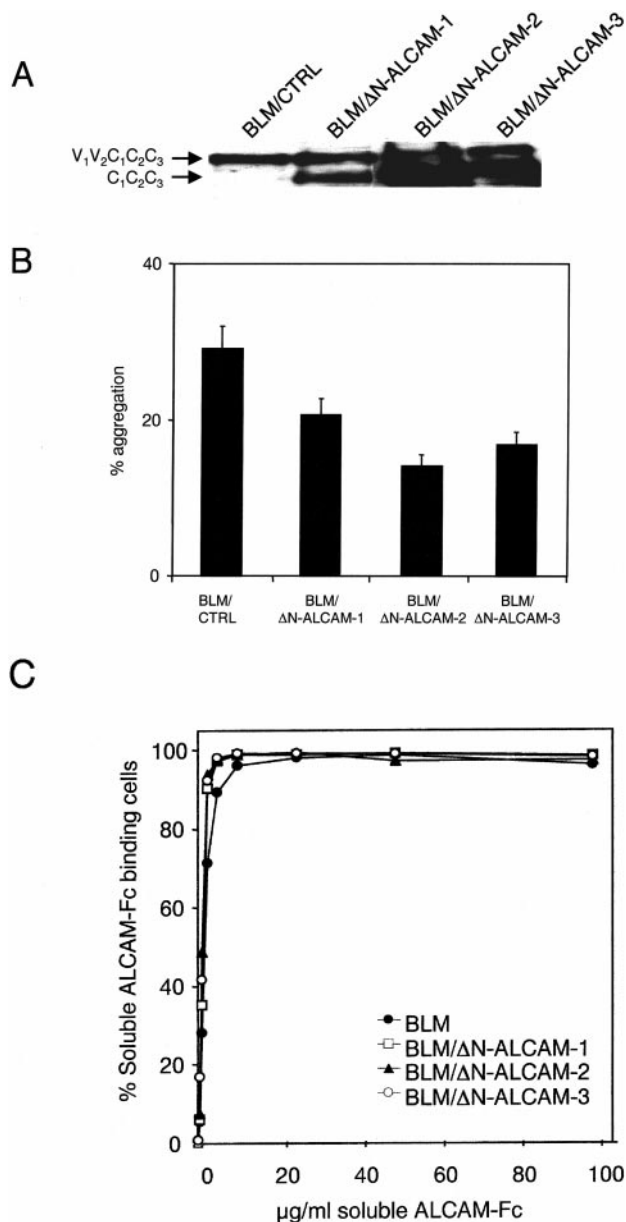 A
BLM/CTRL
BLM/ΔN-ALCAM-1
BLM/ΔN-ALCAM-2
BLM/ΔN-ALCAM-3
V₁V₂C₁C₂C₃
C₁C₂C₃
B
40
20
0
% aggregation
BLM/ BLM/ BLM/ BLM/
CTRL ΔN-ALCAM-1 ΔN-ALCAM-2 ΔN-ALCAM-3
C
100
80
60
40
20
0
% Soluble ALCAM-Fc binding cells
BLM
BLM/ΔN-ALCAM-1
BLM/ΔN-ALCAM-2
BLM/ΔN-ALCAM-3
0 20 40 60 80 100
µg/ml soluble ALCAM-Fc